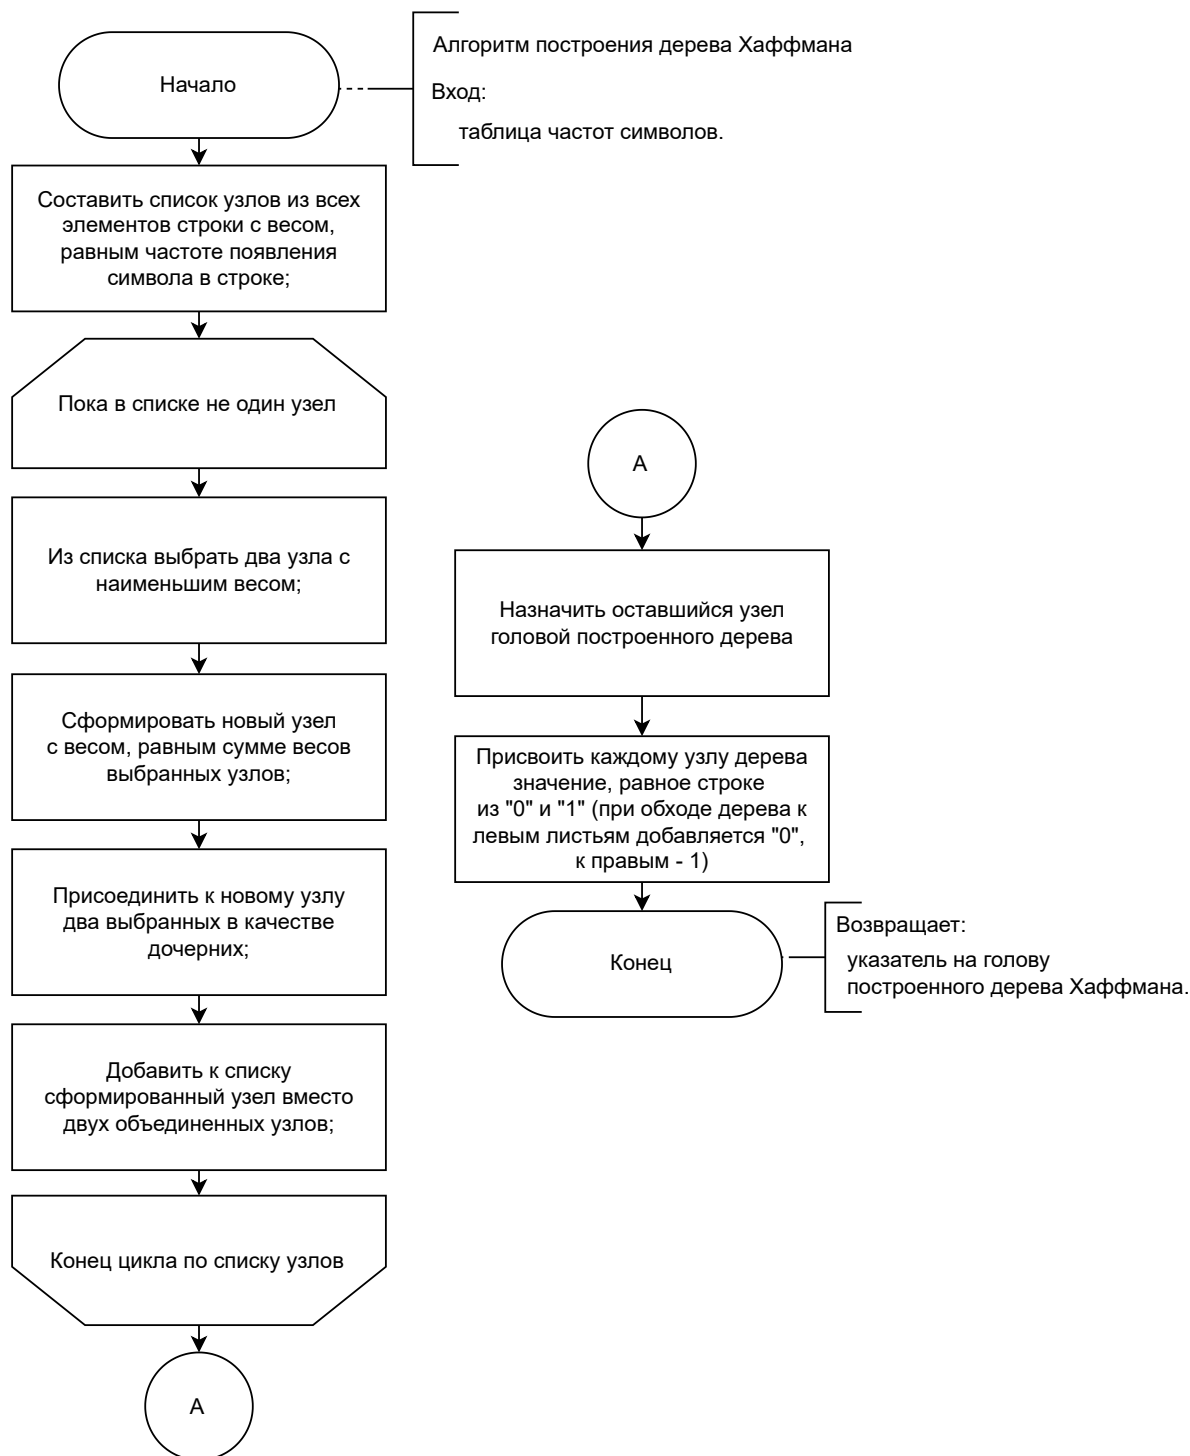 Начало
Алгоритм построения дерева Хаффмана
Вход:
таблица частот символов.
Составить список узлов из всех
элементов строки с весом,
равным частоте появления
символа в строке;
Пока в списке не один узел
Из списка выбрать два узла с
наименьшим весом;
Сформировать новый узел
с весом, равным сумме весов
выбранных узлов;
Присоединить к новому узлу
два выбранных в качестве
дочерних;
Добавить к списку
сформированный узел вместо
двух объединенных узлов;
Конец цикла по списку узлов
А
А
Назначить оставшийся узел
головой построенного дерева
Присвоить каждому узлу дерева
значение, равное строке
из "0" и "1" (при обходе дерева к
левым листьям добавляется "0",
к правым - 1)
Конец
Возвращает:
указатель на голову
построенного дерева Хаффмана.